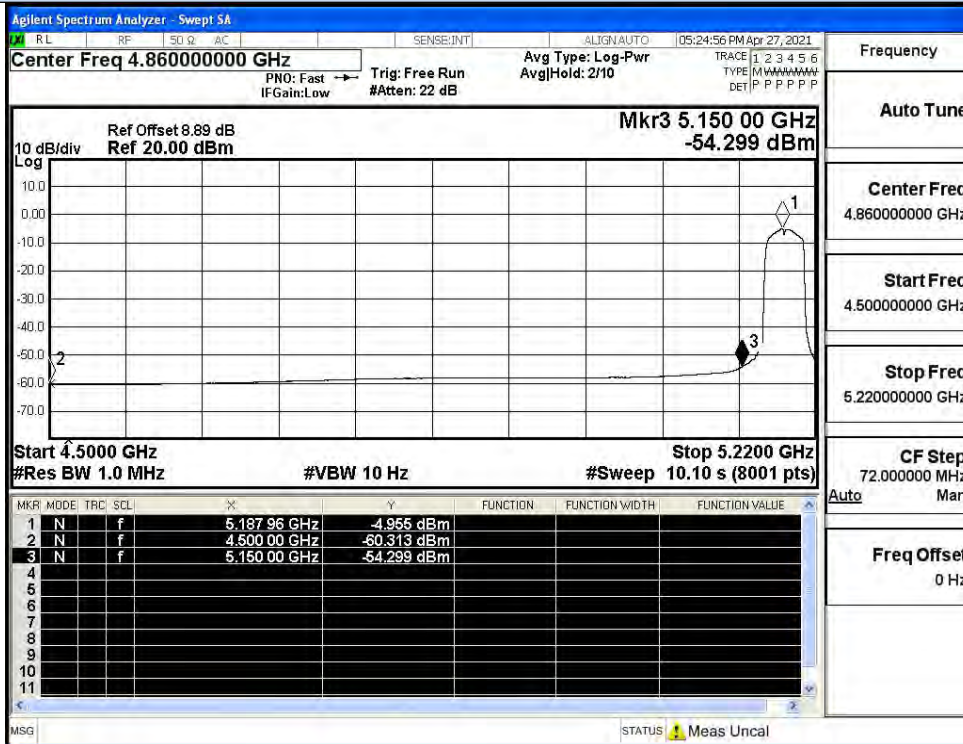 Agilent Spectrum Analyzer - Swept SA
LXI RL RF 50 Ω AC SENSE:INT ALIGNAUTO 05:24:56 PM Apr 27, 2021
Center Freq 4.860000000 GHz
PNO: Fast
IFGain:Low
Trig: Free Run
#Atten: 22 dB
Avg Type: Log-Pwr
Avg|Hold: 2/10
TRACE 1 2 3 4 5 6
TYPE MWWWWW
DET P P P P P P
Mkr3 5.150 00 GHz
-54.299 dBm
Ref Offset 8.89 dB
10 dB/div Ref 20.00 dBm
Log
10.0
0.00
-10.0
-20.0
-30.0
-40.0
-50.0
-60.0
-70.0
1
2
3
Start 4.5000 GHz Stop 5.2200 GHz
#Res BW 1.0 MHz #VBW 10 Hz #Sweep 10.10 s (8001 pts)
MKR MODE TRC SCL X Y FUNCTION FUNCTION WIDTH FUNCTION VALUE
1 N f 5.187 96 GHz -4.955 dBm
2 N f 4.500 00 GHz -60.313 dBm
3 N f 5.150 00 GHz -54.299 dBm
4
5
6
7
8
9
10
11
MSG STATUS Meas Uncal
Frequency
Auto Tune
Center Freq
4.860000000 GHz
Start Freq
4.500000000 GHz
Stop Freq
5.220000000 GHz
CF Step
72.000000 MHz
Auto Man
Freq Offset
0 Hz